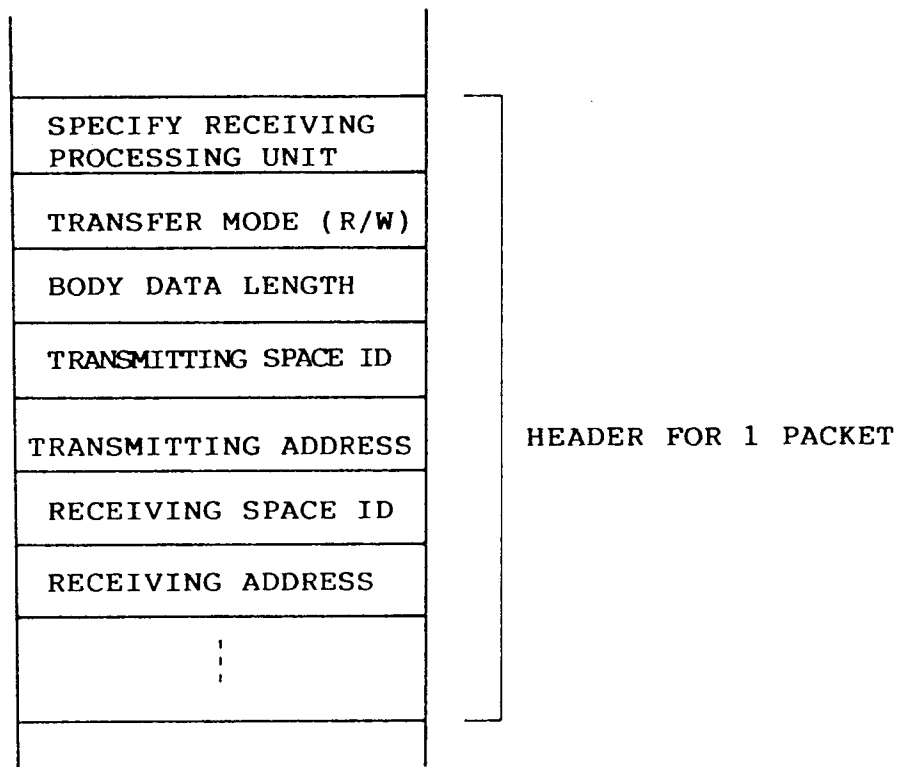 SPECIFY RECEIVING
PROCESSING UNIT
TRANSFER MODE (R/W)
BODY DATA LENGTH
TRANSMITTING SPACE ID
TRANSMITTING ADDRESS
RECEIVING SPACE ID
RECEIVING ADDRESS
HEADER FOR 1 PACKET